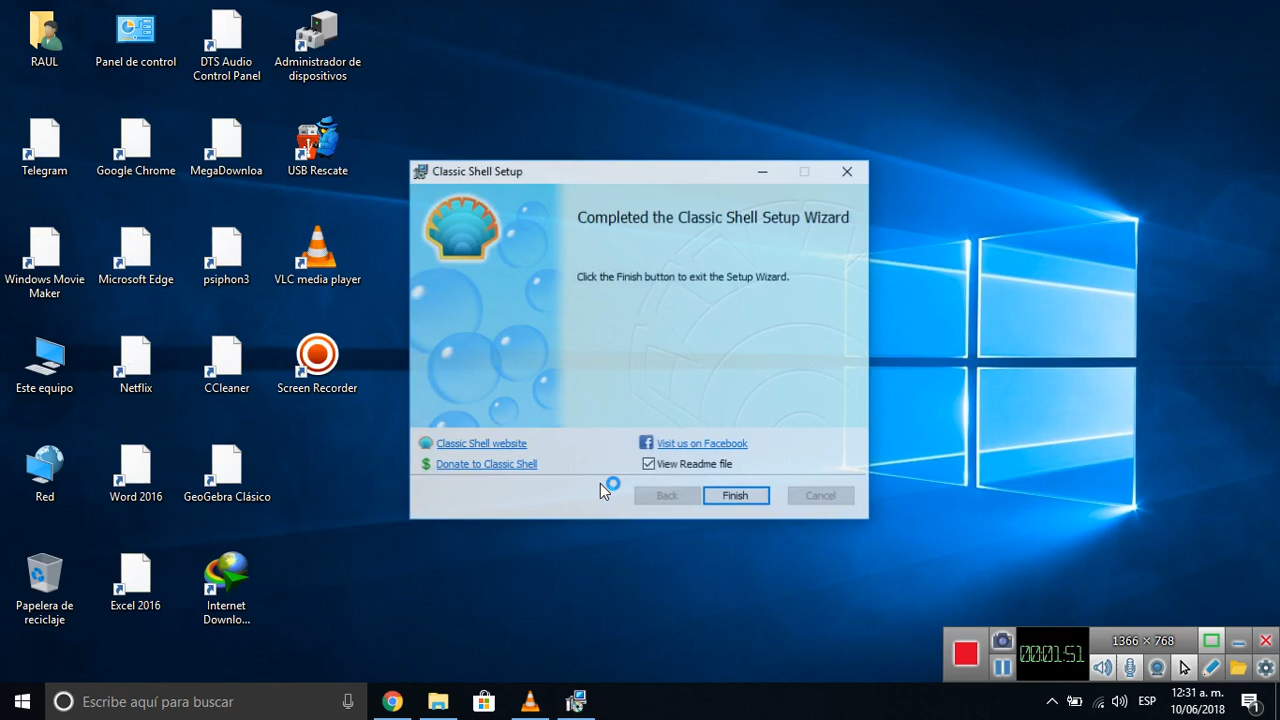 RAUL
Panel de control
DTS Audio
Control Panel
Administrador de
dispositivos
Telegram
Google Chrome
MegaDownloa
USB Rescate
Windows Movie
Maker
Microsoft Edge
psiphon3
VLC media player
Este equipo
Netflix
CCleaner
Screen Recorder
Red
Word 2016
GeoGebra Clásico
Papelera de
reciclaje
Excel 2016
Internet
Downlo...
Classic Shell Setup
Completed the Classic Shell Setup Wizard
Click the Finish button to exit the Setup Wizard.
Classic Shell website
Visit us on Facebook
Donate to Classic Shell
View Readme file
Back
Finish
Cancel
00:01:51
1366 × 768
Escribe aquí para buscar
ESP
12:31 a. m.
10/06/2018
1